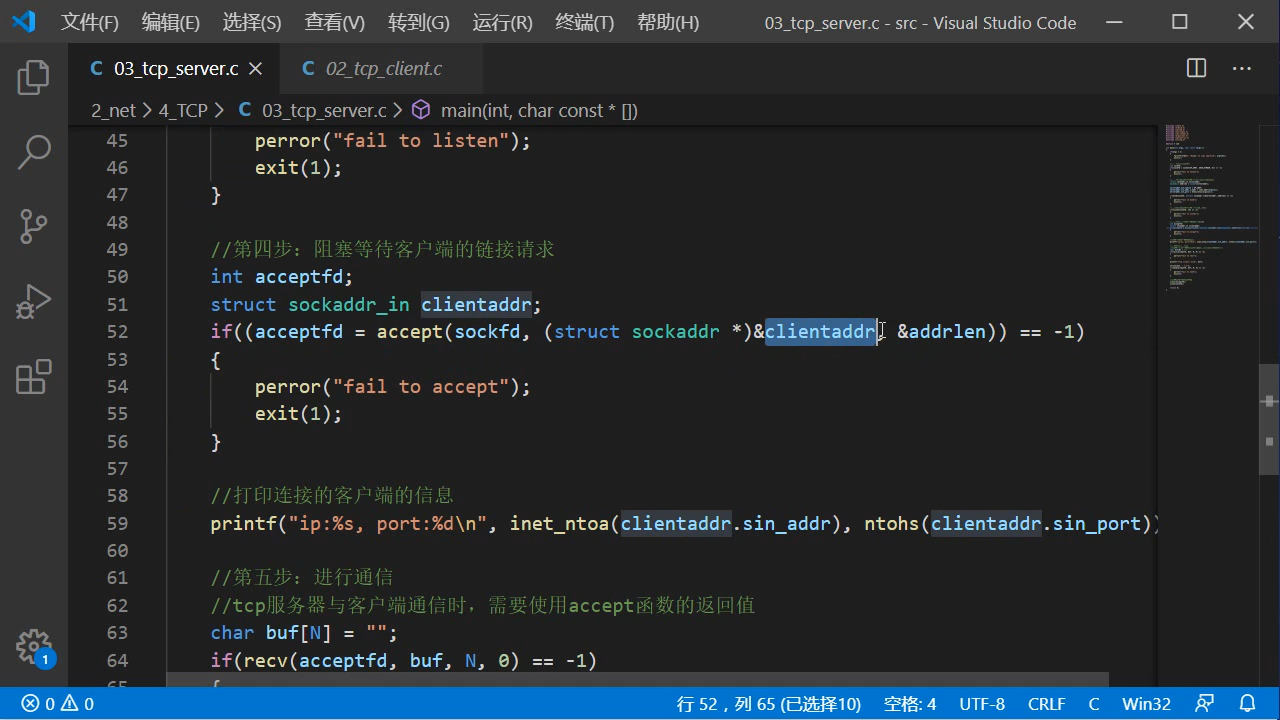 文件(F) 编辑(E) 选择(S) 查看(V) 转到(G) 运行(R) 终端(T) 帮助(H) 03_tcp_server.c - src - Visual Studio Code
C 03_tcp_server.c C 02_tcp_client.c
2_net > 4_TCP > C 03_tcp_server.c > main(int, char const * [])
45 perror("fail to listen");
46 exit(1);
47 }
48
49 //第四步：阻塞等待客户端的链接请求
50 int acceptfd;
51 struct sockaddr_in clientaddr;
52 if((acceptfd = accept(sockfd, (struct sockaddr *)&clientaddr, &addrlen)) == -1)
53 {
54 perror("fail to accept");
55 exit(1);
56 }
57
58 //打印连接的客户端的信息
59 printf("ip:%s, port:%d\n", inet_ntoa(clientaddr.sin_addr), ntohs(clientaddr.sin_port))
60
61 //第五步：进行通信
62 //tcp服务器与客户端通信时，需要使用accept函数的返回值
63 char buf[N] = "";
64 if(recv(acceptfd, buf, N, 0) == -1)
65 {
1
0 0 行 52，列 65 (已选择10) 空格: 4 UTF-8 CRLF C Win32